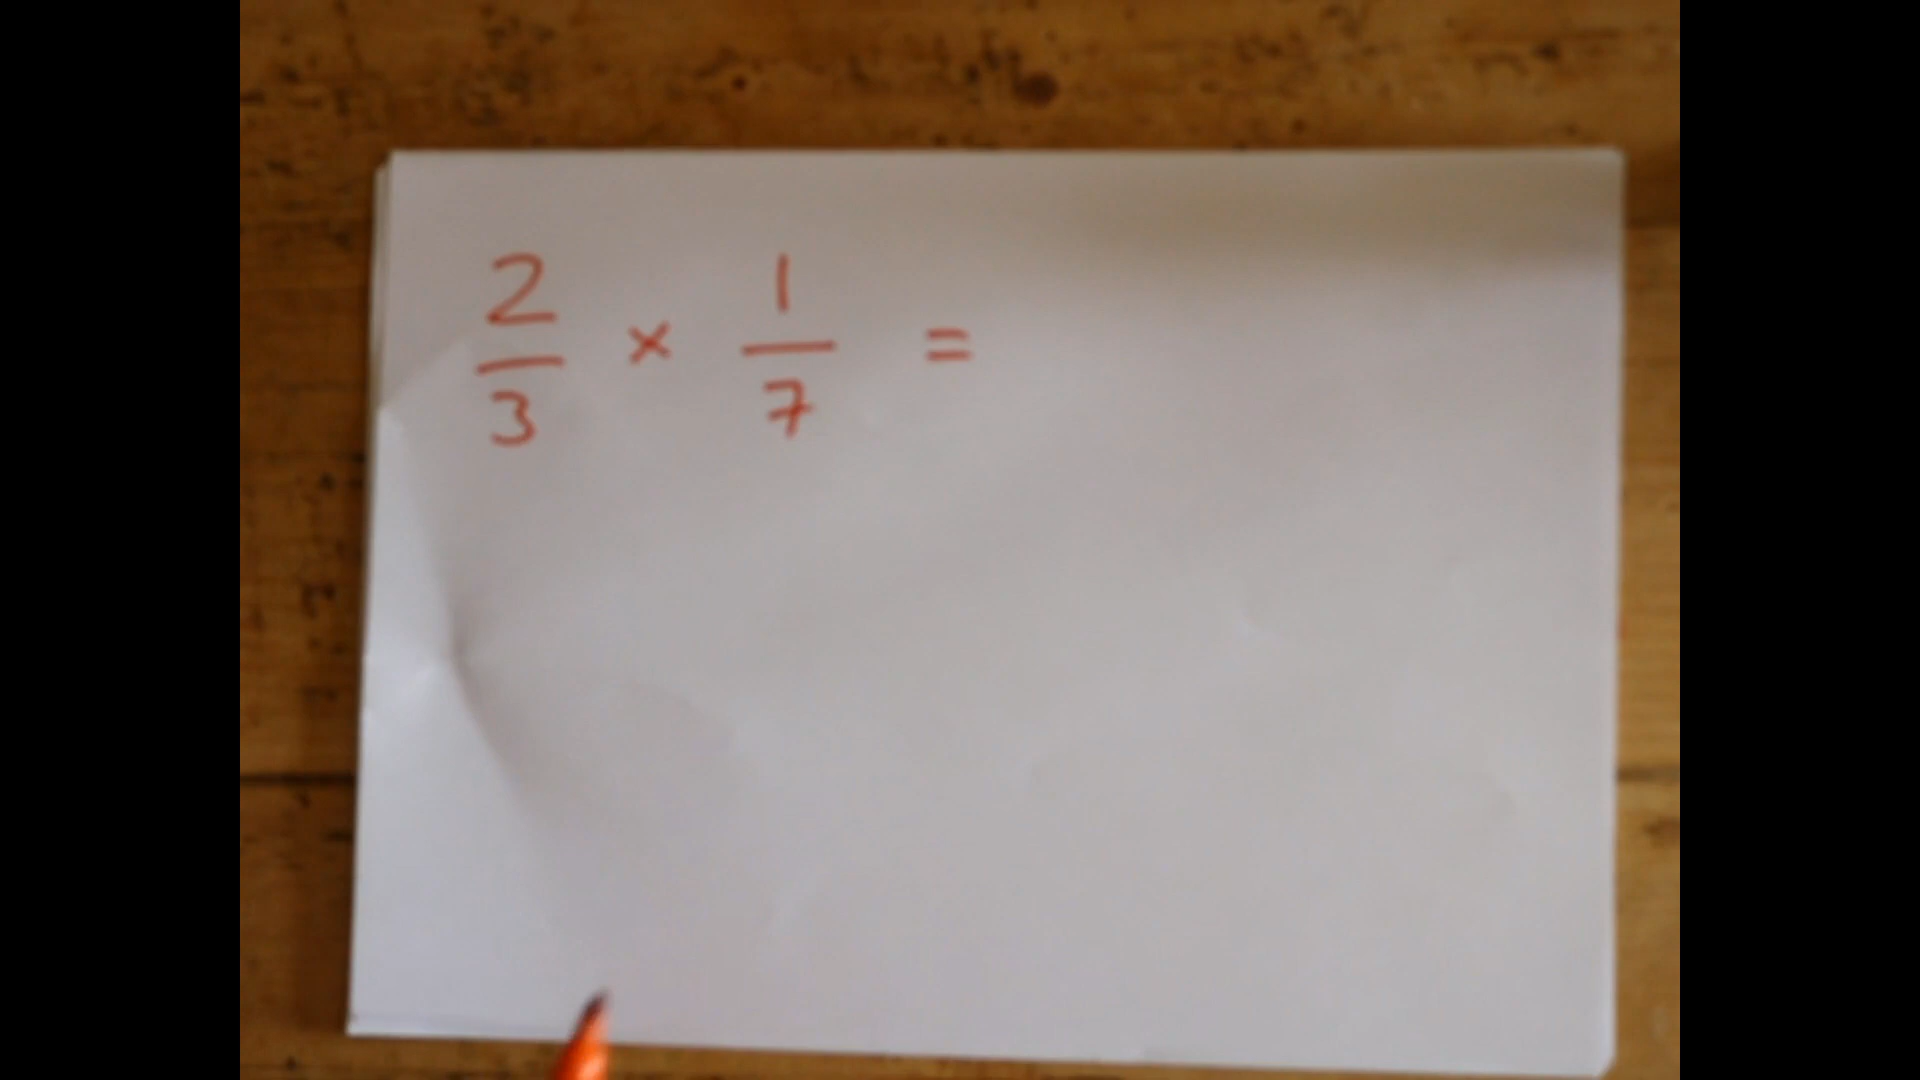 2/3 × 1/7 =